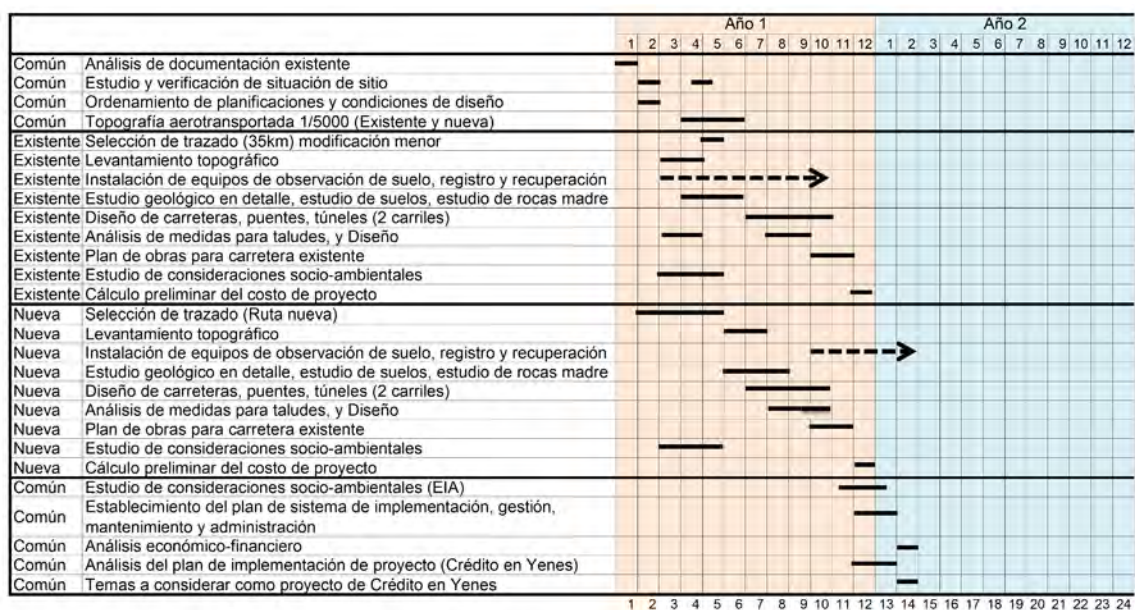 Año 1 Año 2
1 2 3 4 5 6 7 8 9 10 11 12 1 2 3 4 5 6 7 8 9 10 11 12
Común Análisis de documentación existente
Común Estudio y verificación de situación de sitio
Común Ordenamiento de planificaciones y condiciones de diseño
Común Topografía aerotransportada 1/5000 (Existente y nueva)
Existente Selección de trazado (35km) modificación menor
Existente Levantamiento topográfico
Existente Instalación de equipos de observación de suelo, registro y recuperación
Existente Estudio geológico en detalle, estudio de suelos, estudio de rocas madre
Existente Diseño de carreteras, puentes, túneles (2 carriles)
Existente Análisis de medidas para taludes, y Diseño
Existente Plan de obras para carretera existente
Existente Estudio de consideraciones socio-ambientales
Existente Cálculo preliminar del costo de proyecto
Nueva Selección de trazado (Ruta nueva)
Nueva Levantamiento topográfico
Nueva Instalación de equipos de observación de suelo, registro y recuperación
Nueva Estudio geológico en detalle, estudio de suelos, estudio de rocas madre
Nueva Diseño de carreteras, puentes, túneles (2 carriles)
Nueva Análisis de medidas para taludes, y Diseño
Nueva Plan de obras para carretera existente
Nueva Estudio de consideraciones socio-ambientales
Nueva Cálculo preliminar del costo de proyecto
Común Estudio de consideraciones socio-ambientales (EIA)
Común Establecimiento del plan de sistema de implementación, gestión,
mantenimiento y administración
Común Análisis económico-financiero
Común Análisis del plan de implementación de proyecto (Crédito en Yenes)
Común Temas a considerar como proyecto de Crédito en Yenes
1 2 3 4 5 6 7 8 9 10 11 12 13 14 15 16 17 18 19 20 21 22 23 24